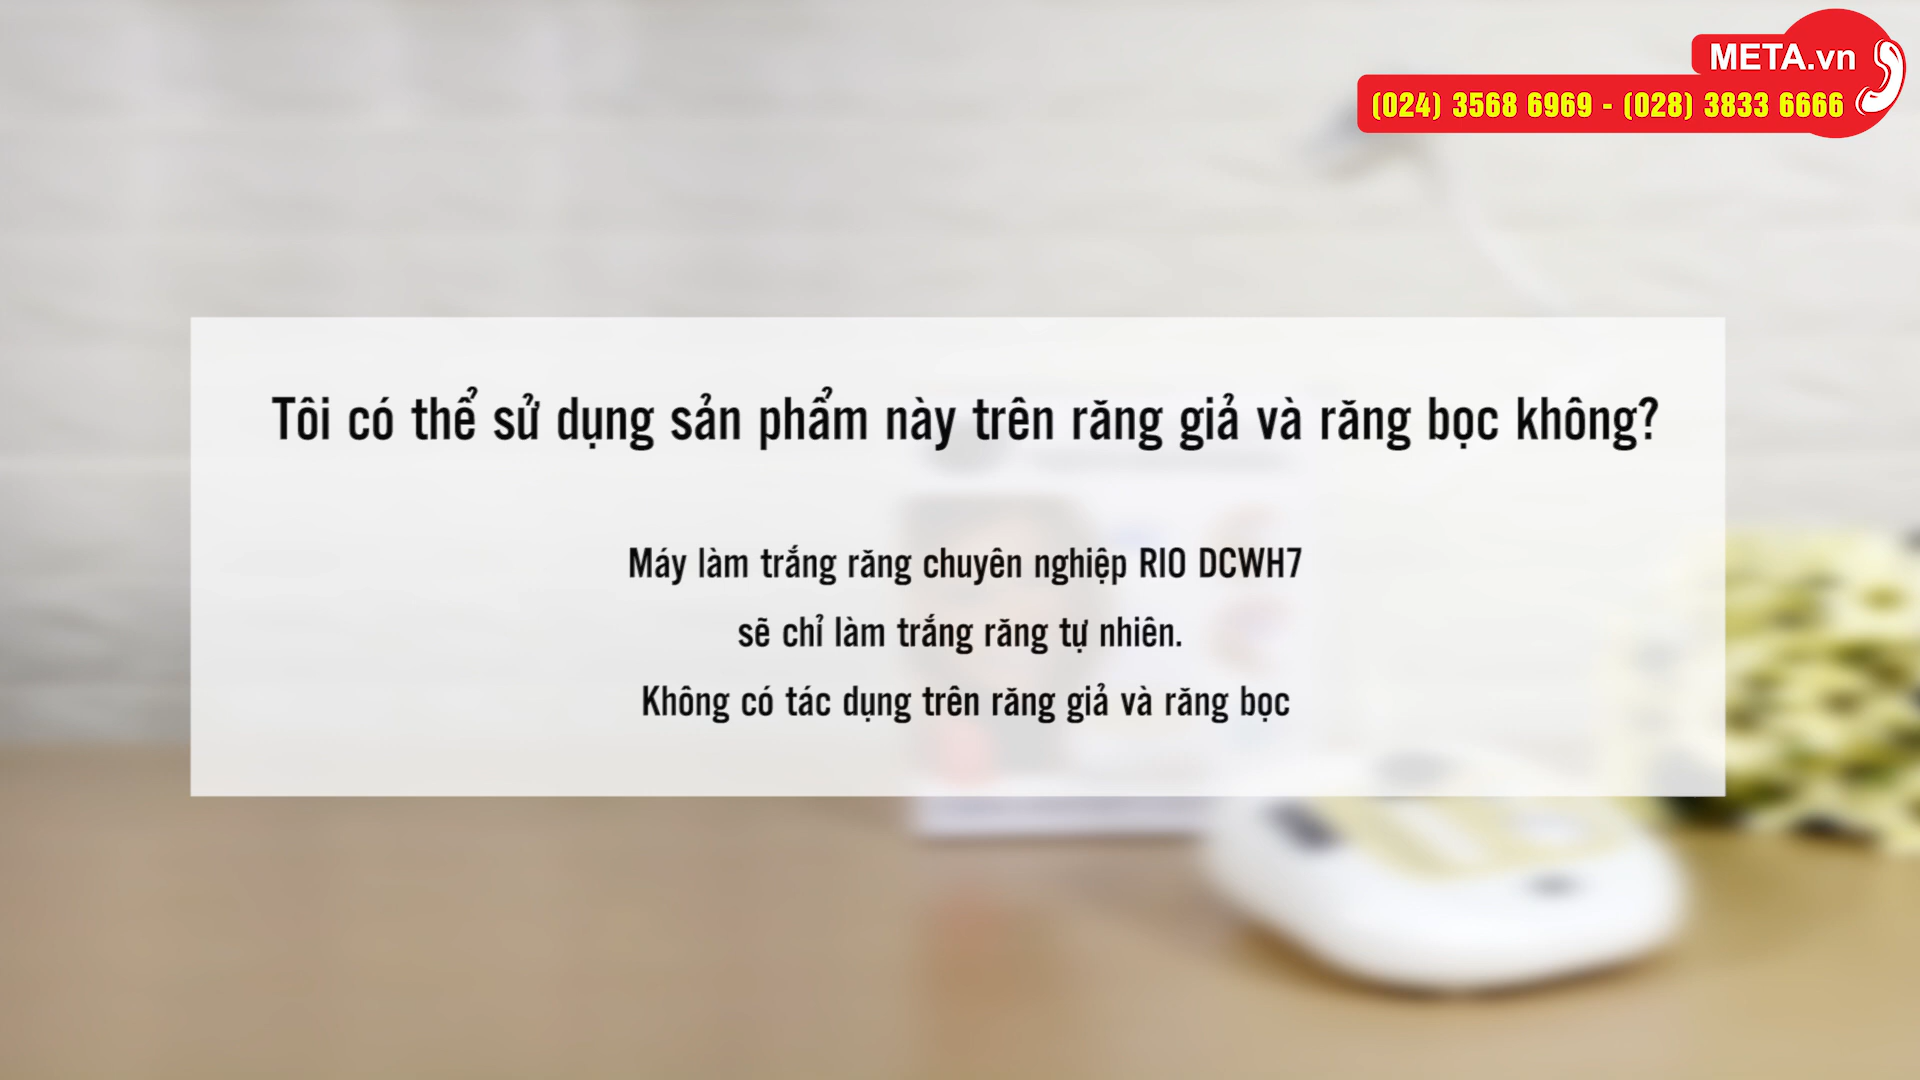 META.vn
(024) 3568 6969 - (028) 3833 6666
Tôi có thể sử dụng sản phẩm này trên răng giả và răng bọc không?
Máy làm trắng răng chuyên nghiệp RIO DCWH7
sẽ chỉ làm trắng răng tự nhiên.
Không có tác dụng trên răng giả và răng bọc